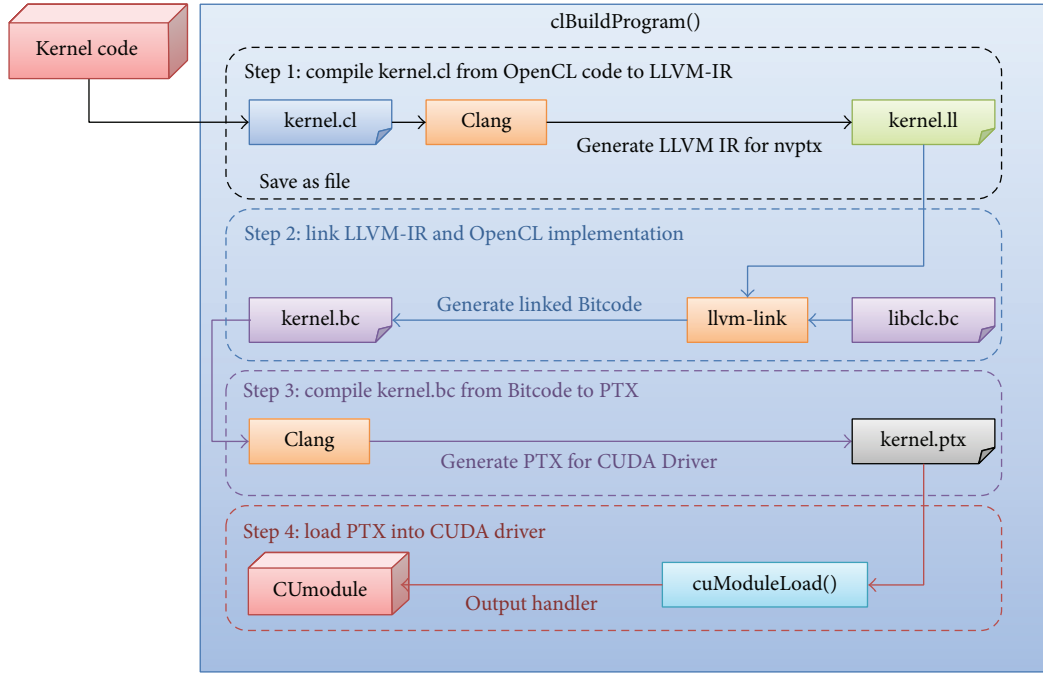 Kernel code
clBuildProgram()
Step 1: compile kernel.cl from OpenCL code to LLVM-IR
kernel.cl
Clang
kernel.ll
Generate LLVM IR for nvptx
Save as file
Step 2: link LLVM-IR and OpenCL implementation
kernel.bc
Generate linked Bitcode
llvm-link
libclc.bc
Step 3: compile kernel.bc from Bitcode to PTX
Clang
kernel.ptx
Generate PTX for CUDA Driver
Step 4: load PTX into CUDA driver
CUmodule
Output handler
cuModuleLoad()